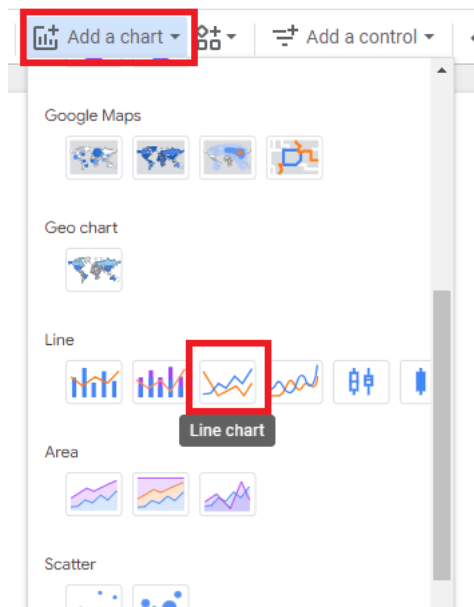 Add a chart
Add a control
Google Maps
Geo chart
Line
Line chart
Area
Scatter